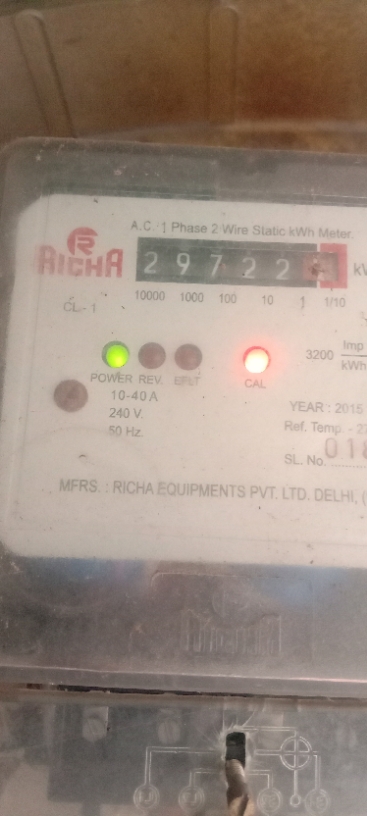 A.C. 1 Phase 2 Wire Static kWh Meter.
RICHA
2 9 7 2 2
10000 1000 100 10 1 1/10
CL.- 1
3200 Imp
kWh
POWER REV. EFLT CAL
10-40 A
240 V.
50 Hz.
YEAR : 2015
Ref. Temp. -
SL. No. 018
MFRS. : RICHA EQUIPMENTS PVT. LTD. DELHI,
RICHA